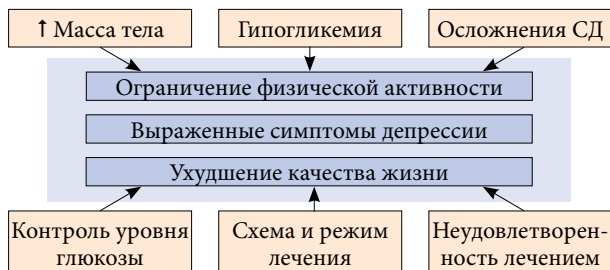 ↑ Масса тела
Гипогликемия
Осложнения СД
Ограничение физической активности
Выраженные симптомы депрессии
Ухудшение качества жизни
Контроль уровня
глюкозы
Схема и режим
лечения
Неудовлетворен-
ность лечением